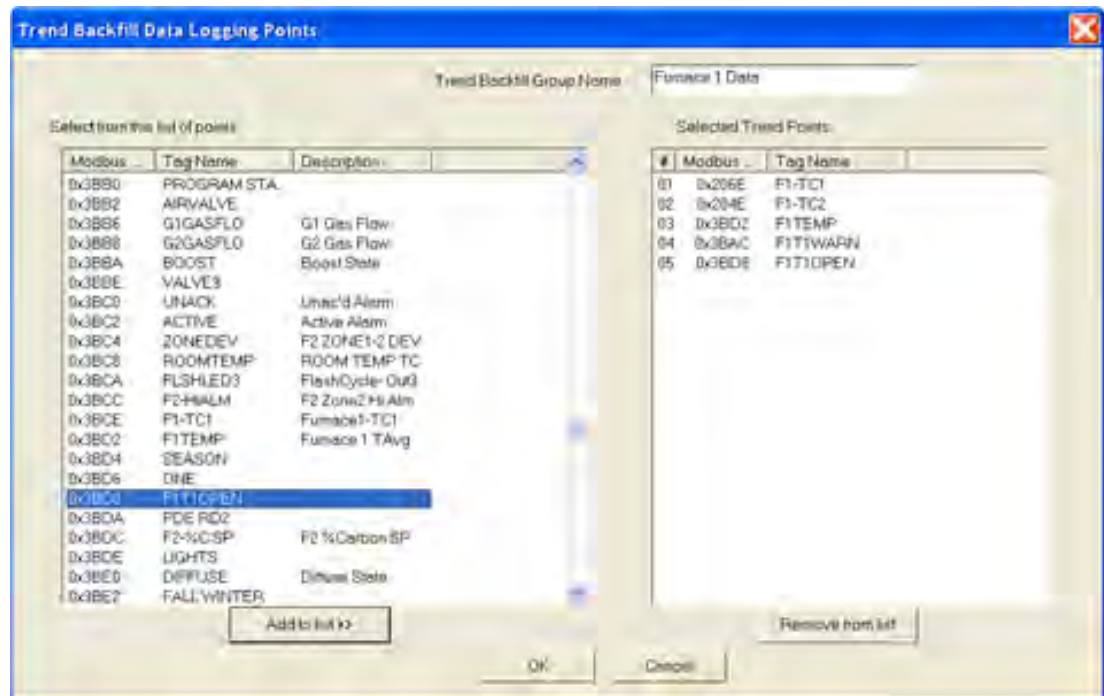 Trend Backfill Data Logging Points
Trend Backfill Group Name Furnace 1 Data
Select from this list of points Selected Trend Points:
Modbus ... Tag Name Description
0x3BB0 PROGRAM STA.
0x3BB2 AIRVALVE
0x3BB6 G1GASFLO G1 Gas Flow
0x3BB8 G2GASFLO G2 Gas Flow
0x3BBA BOOST Boost State
0x3BBE VALVE3
0x3BC0 UNACK Unac'd Alarm
0x3BC2 ACTIVE Active Alarm
0x3BC4 ZONEDEV F2 ZONE1-2 DEV
0x3BC8 ROOMTEMP ROOM TEMP TC
0x3BCA FLSHLED3 FlashCycle-Out3
0x3BCC F2-HIALM F2 Zone2 Hi Alm
0x3BCE F1-TC1 Furnace1-TC1
0x3BD2 F1TEMP Furnace 1 TAvg
0x3BD4 SEASON
0x3BD6 ONE
0x3BD8 F1T1OPEN
0x3BDA PDE RD2
0x3BDC F2-%C SP F2 %Carbon SP
0x3BDE LIGHTS
0x3BE0 DIFFUSE Diffuse State
0x3BE2 FALL WINTER
# Modbus ... Tag Name
01 0x206E F1-TC1
02 0x204E F1-TC2
03 0x3BD2 F1TEMP
04 0x3BAC F1T1WARN
05 0x3BD8 F1T1OPEN
Add to list >> Remove from list
OK Cancel